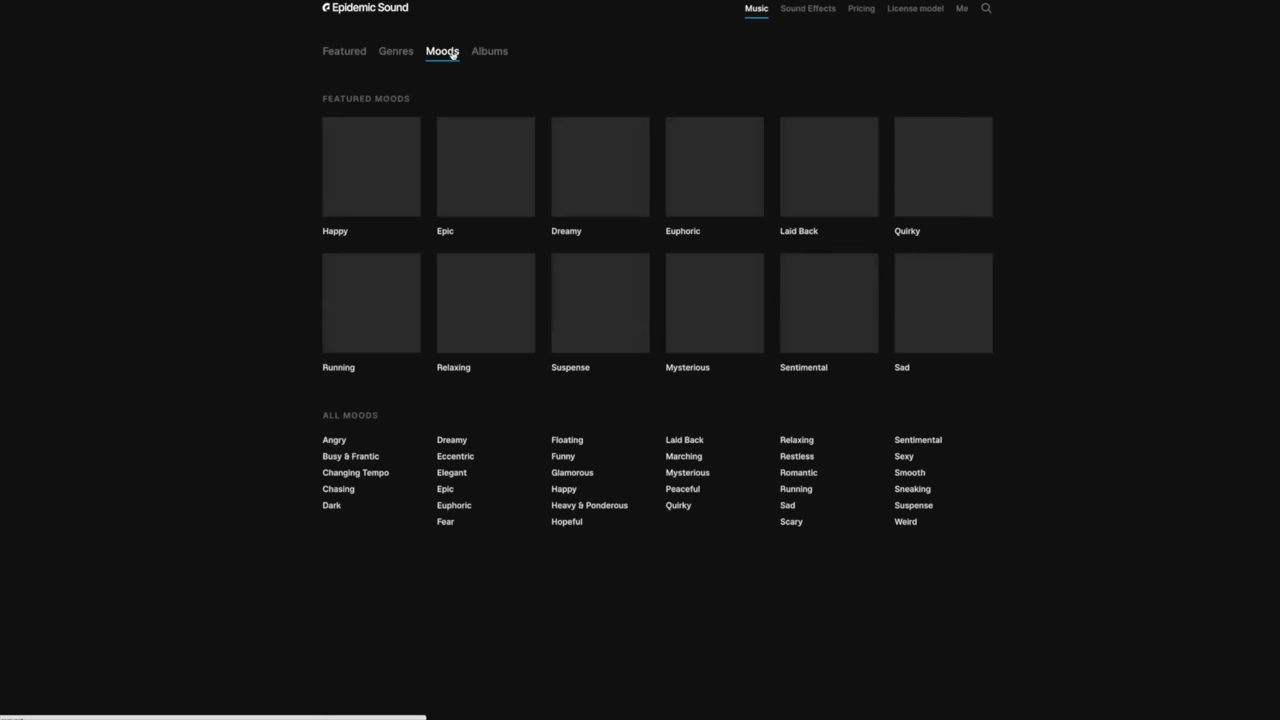 Epidemic Sound
Music Sound Effects Pricing License model Me
Featured Genres Moods Albums
FEATURED MOODS
Happy Epic Dreamy Euphoric Laid Back Quirky
Running Relaxing Suspense Mysterious Sentimental Sad
ALL MOODS
Angry Dreamy Floating Laid Back Relaxing Sentimental
Busy & Frantic Eccentric Funny Marching Restless Sexy
Changing Tempo Elegant Glamorous Mysterious Romantic Smooth
Chasing Epic Happy Peaceful Running Sneaking
Dark Euphoric Heavy & Ponderous Quirky Sad Suspense
Fear Hopeful Scary Weird